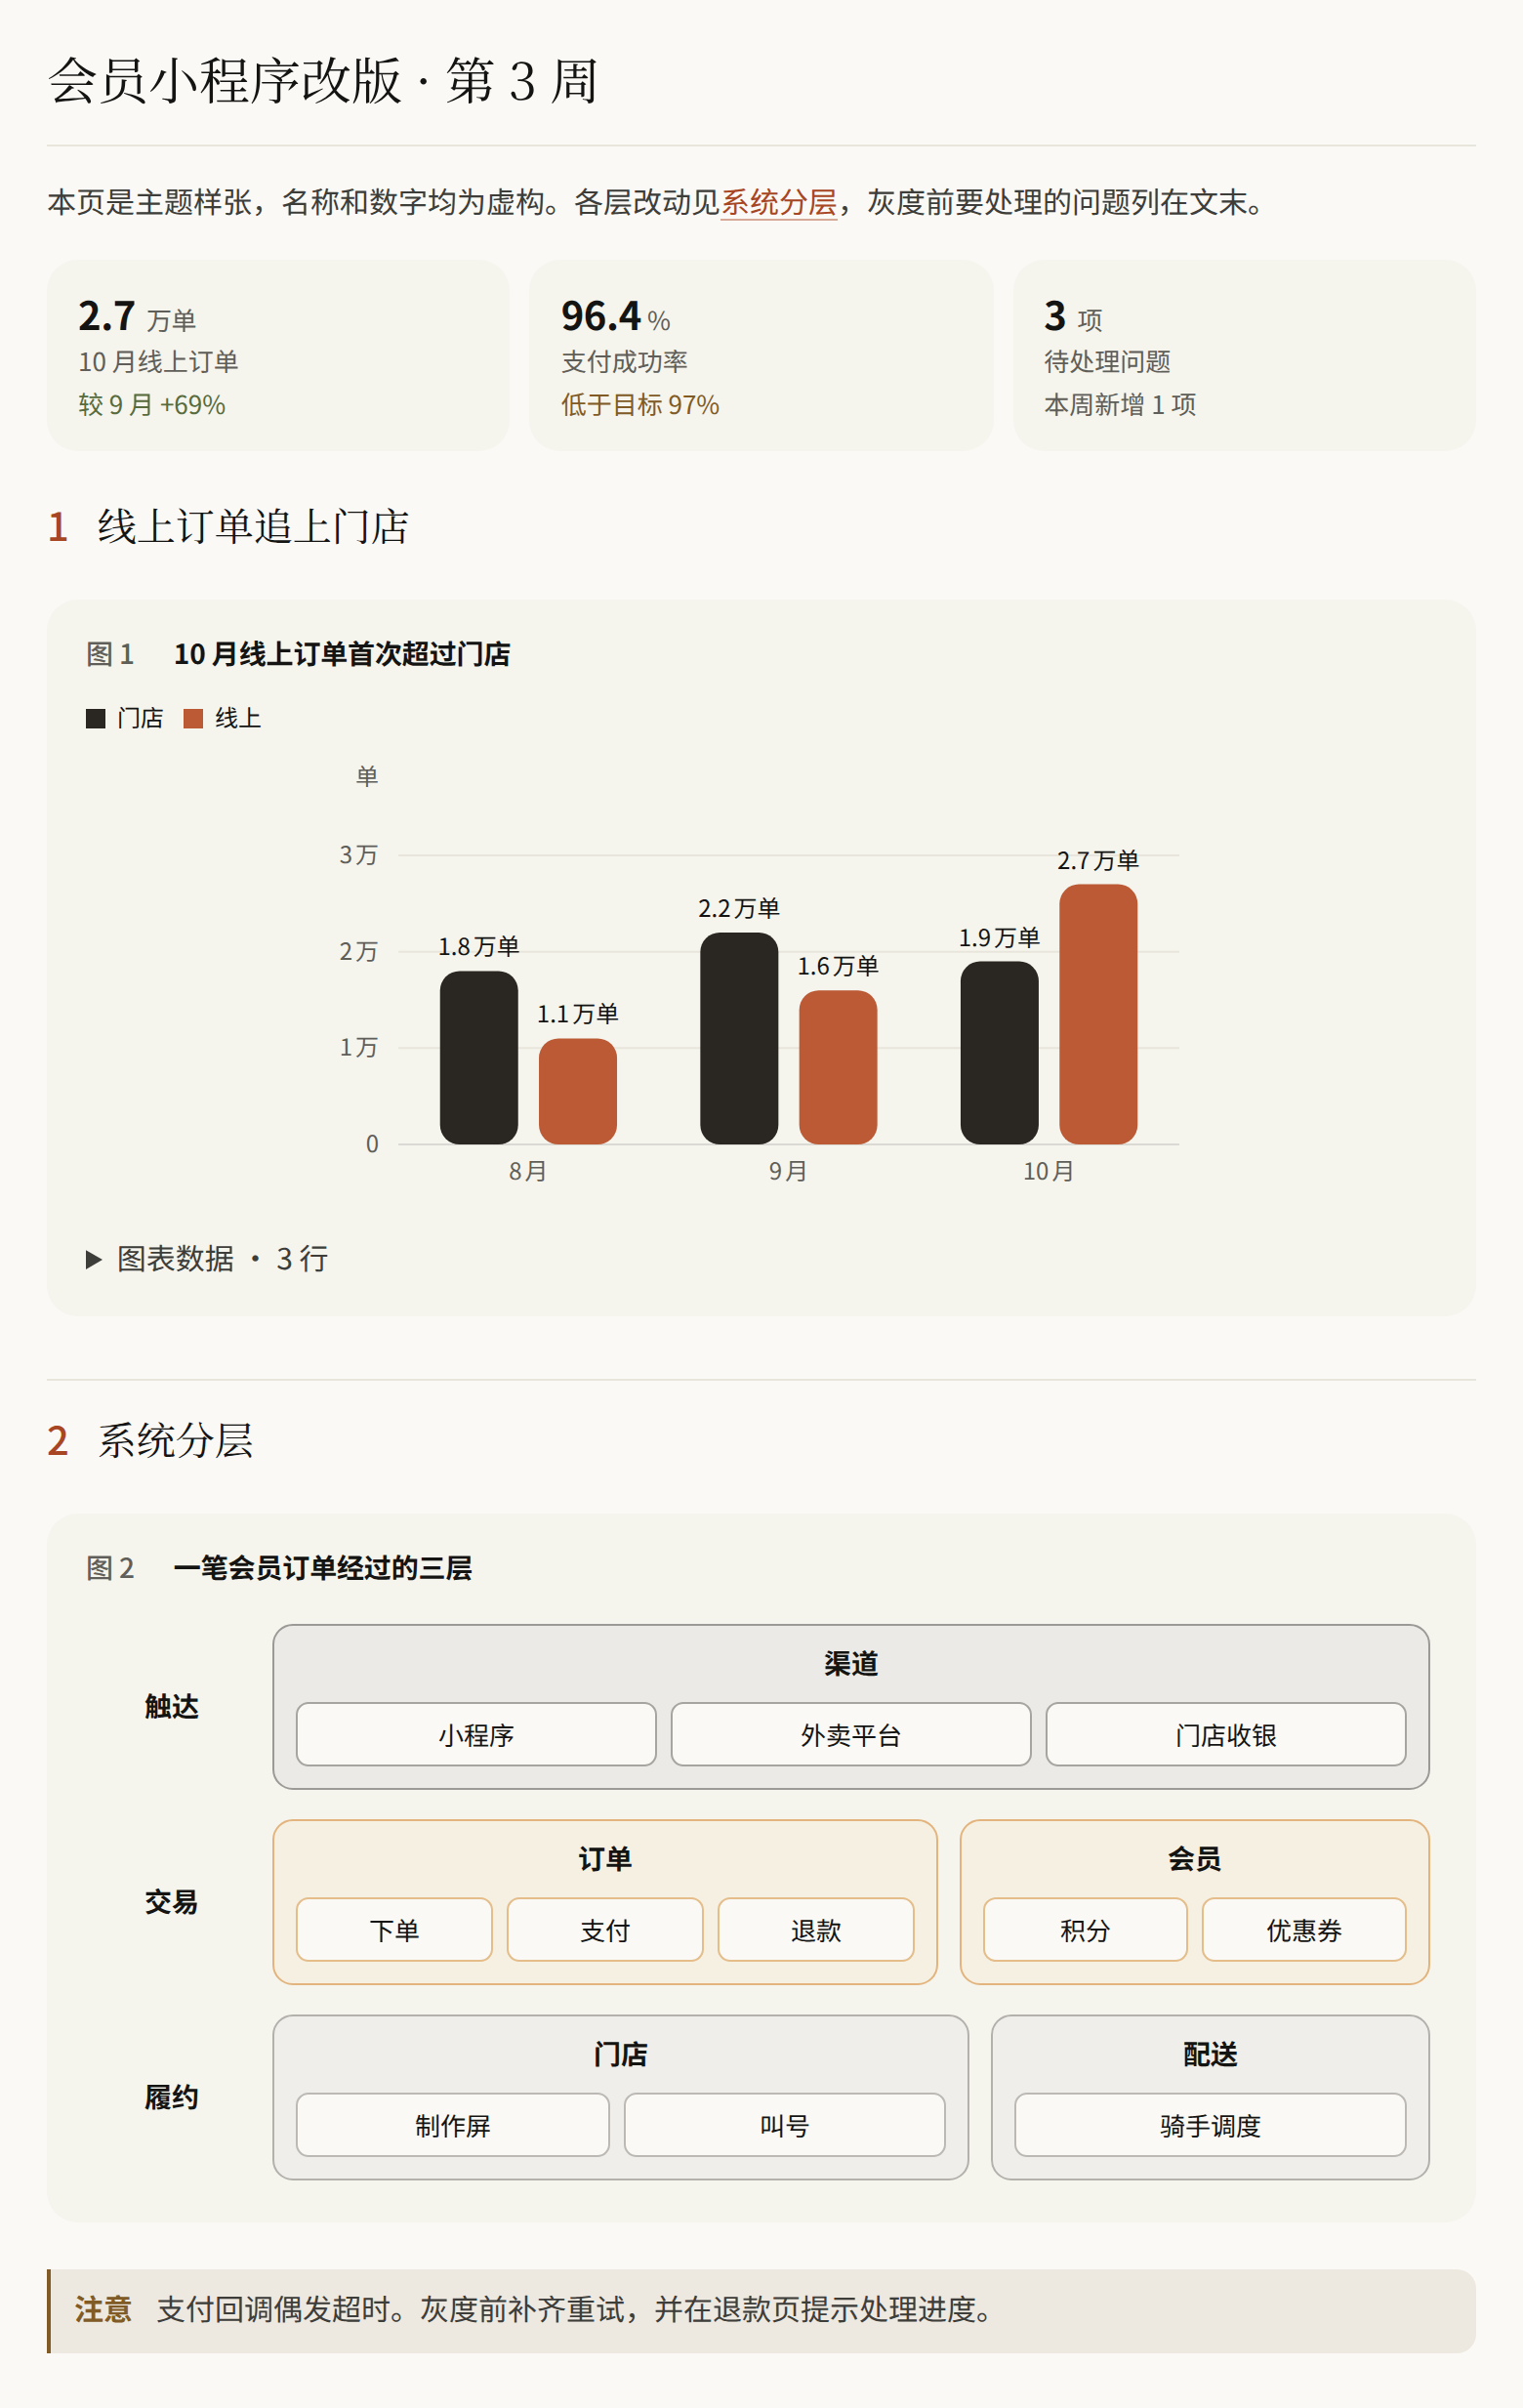 会员小程序改版 · 第 3 周
本页是主题样张，名称和数字均为虚构。各层改动见系统分层，灰度前要处理的问题列在文末。
2.7 万单
10 月线上订单
较 9 月 +69%
96.4 %
支付成功率
低于目标 97%
3 项
待处理问题
本周新增 1 项
1 线上订单追上门店
图 1 10 月线上订单首次超过门店
门店 线上
单
3 万
2.7 万单
2.2 万单
1.9 万单
2 万
1.8 万单
1.6 万单
1.1 万单
1 万
0
8 月 9 月 10 月
图表数据 · 3 行
2 系统分层
图 2 一笔会员订单经过的三层
触达
渠道
小程序 外卖平台 门店收银
交易
订单
下单 支付 退款
会员
积分 优惠券
履约
门店
制作屏 叫号
配送
骑手调度
注意 支付回调偶发超时。灰度前补齐重试，并在退款页提示处理进度。